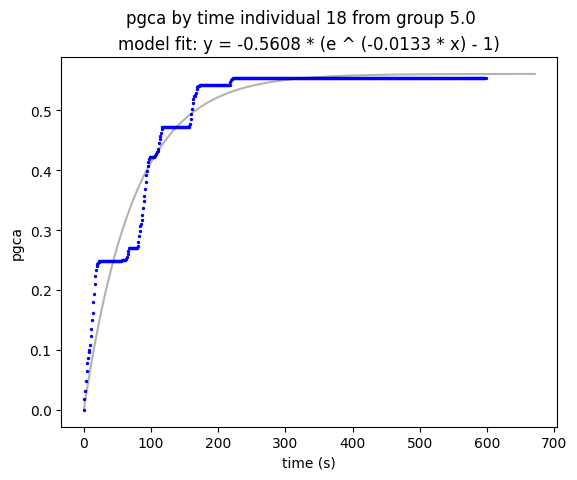 pgca by time individual 18 from group 5.0
model fit: y = -0.5608 * (e ^ (-0.0133 * x) - 1)
0.5
0.4
0.3
0.2
0.1
0.0
pgca
0 100 200 300 400 500 600 700
time (s)